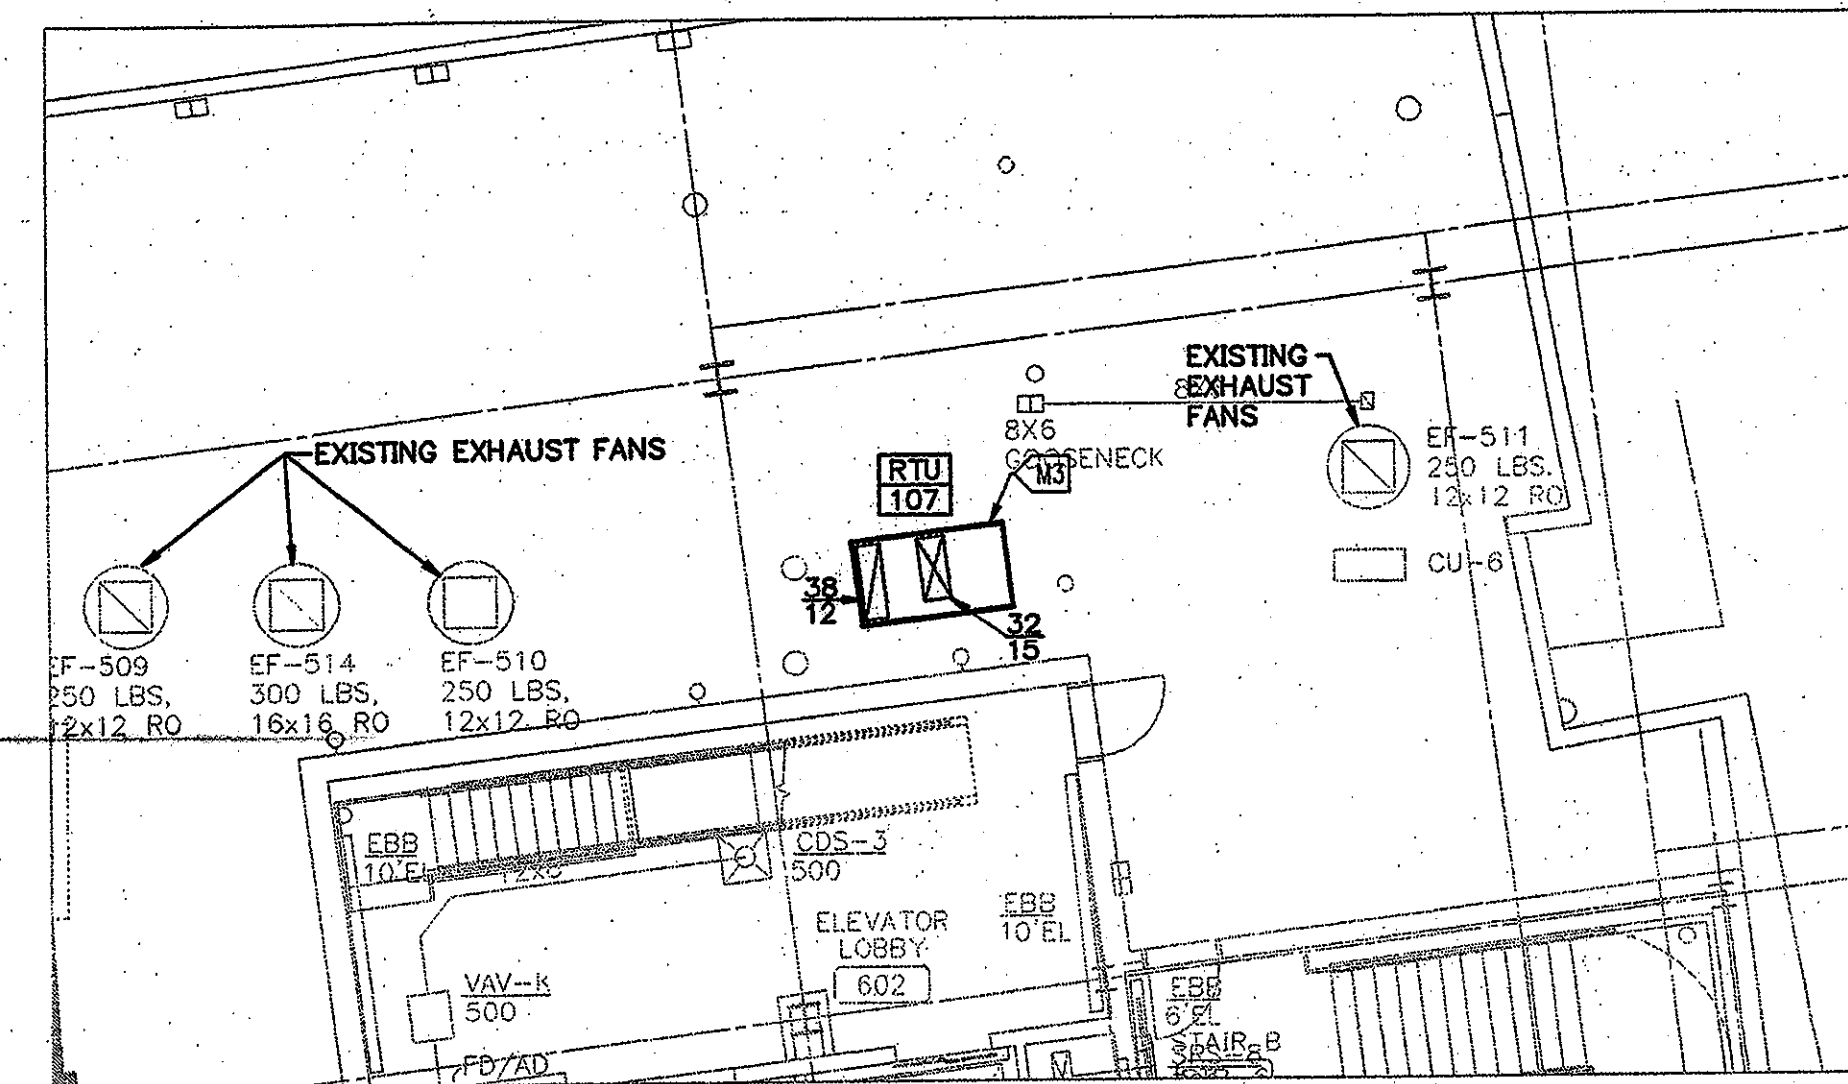 EXISTING
EXHAUST
FANS
EXISTING EXHAUST FANS
8X6
GOOSENECK
M3
RTU
107
EF-511
250 LBS.
12x12 RO
CU-6
38
12
32
15
EF-509
250 LBS,
12x12 RO
EF-514
300 LBS,
16x16 RO
EF-510
250 LBS,
12x12 RO
EBB
10'EL
CDS-3
500
EBB
10'EL
ELEVATOR
LOBBY
602
VAV-K
500
EBB
6'EL
STAIR B
FD/AD